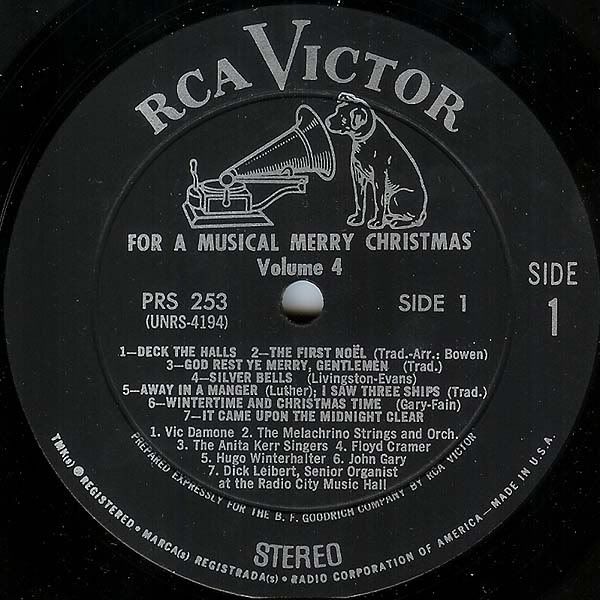 RCA VICTOR
FOR A MUSICAL MERRY CHRISTMAS
Volume 4
PRS 253
(UNRS-4194)
SIDE 1
SIDE
1
1—DECK THE HALLS 2—THE FIRST NOËL (Trad.-Arr.: Bowen)
3—GOD REST YE MERRY, GENTLEMEN (Trad.)
4—SILVER BELLS (Livingston-Evans)
5—AWAY IN A MANGER (Luther); I SAW THREE SHIPS (Trad.)
6—WINTERTIME AND CHRISTMAS TIME (Gary-Fain)
7—IT CAME UPON THE MIDNIGHT CLEAR
1. Vic Damone 2. The Melachrino Strings and Orch.
3. The Anita Kerr Singers 4. Floyd Cramer
5. Hugo Winterhalter 6. John Gary
7. Dick Leibert, Senior Organist
at the Radio City Music Hall
PREPARED EXPRESSLY FOR THE B. F. GOODRICH COMPANY BY RCA VICTOR
STEREO
TMK(s) ® REGISTERED • MARCA(s) REGISTRADA(s) • RADIO CORPORATION OF AMERICA—MADE IN U.S.A.